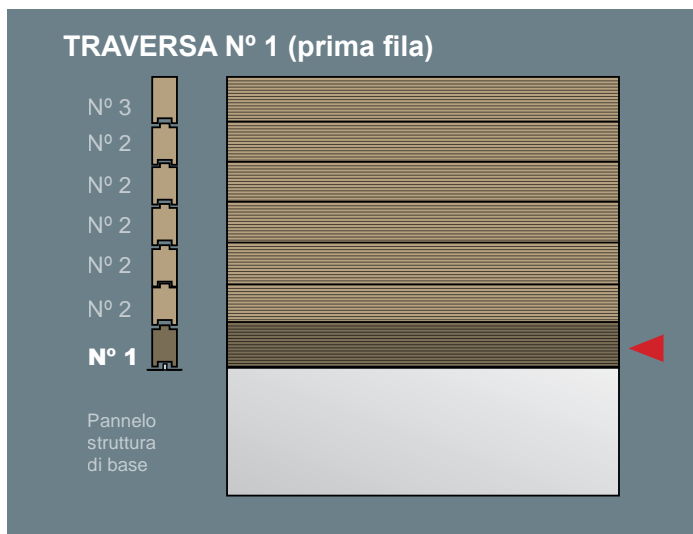 TRAVERSA Nº 1 (prima fila)
Nº 3
Nº 2
Nº 2
Nº 2
Nº 2
Nº 2
Nº 1
Pannelo
struttura
di base